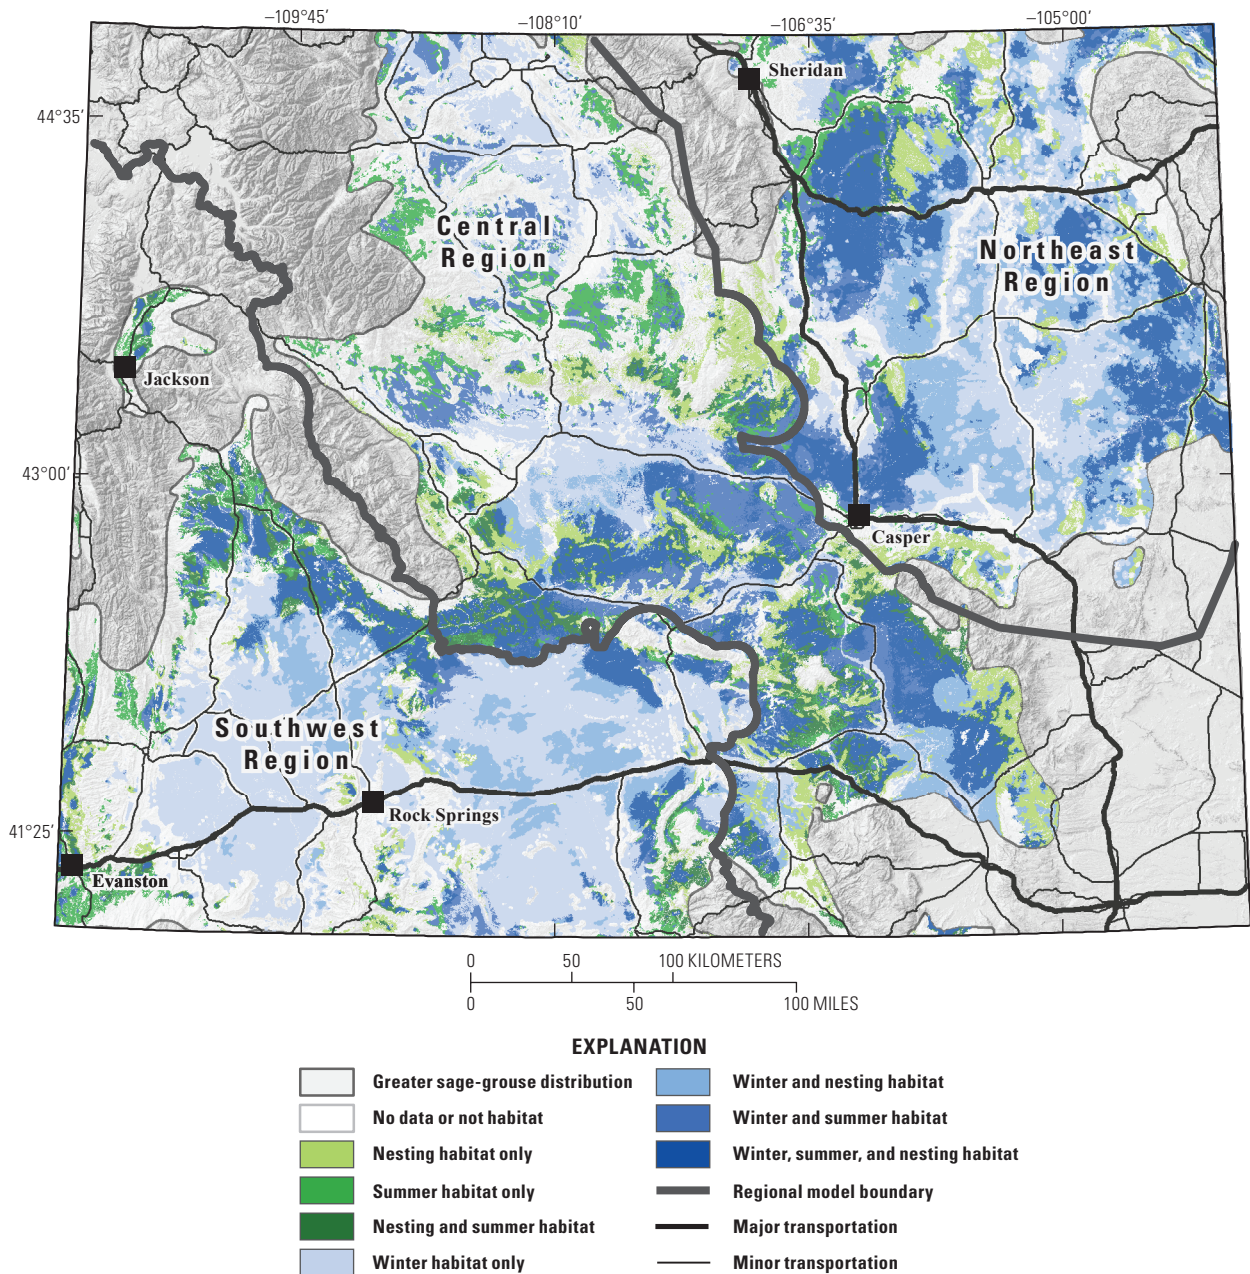 −109°45′
−108°10′
−106°35′
−105°00′
44°35′
43°00′
41°25′
Sheridan
Central
Region
Northeast
Region
Jackson
Casper
Southwest
Region
Rock Springs
Evanston
0 50 100 KILOMETERS
0 50 100 MILES
EXPLANATION
Greater sage-grouse distribution
No data or not habitat
Nesting habitat only
Summer habitat only
Nesting and summer habitat
Winter habitat only
Winter and nesting habitat
Winter and summer habitat
Winter, summer, and nesting habitat
Regional model boundary
Major transportation
Minor transportation